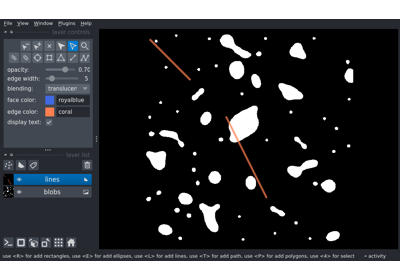 File View Window Plugins Help
layer controls
opacity: 0.70
edge width: 5
blending: translucen
face color: royalblue
edge color: coral
display text:
layer list
lines
blobs
use <R> for add rectangles, use <E> for add ellipses, use <L> for add lines, use <T> for add path, use <P> for add polygons, use <4> for select
activity